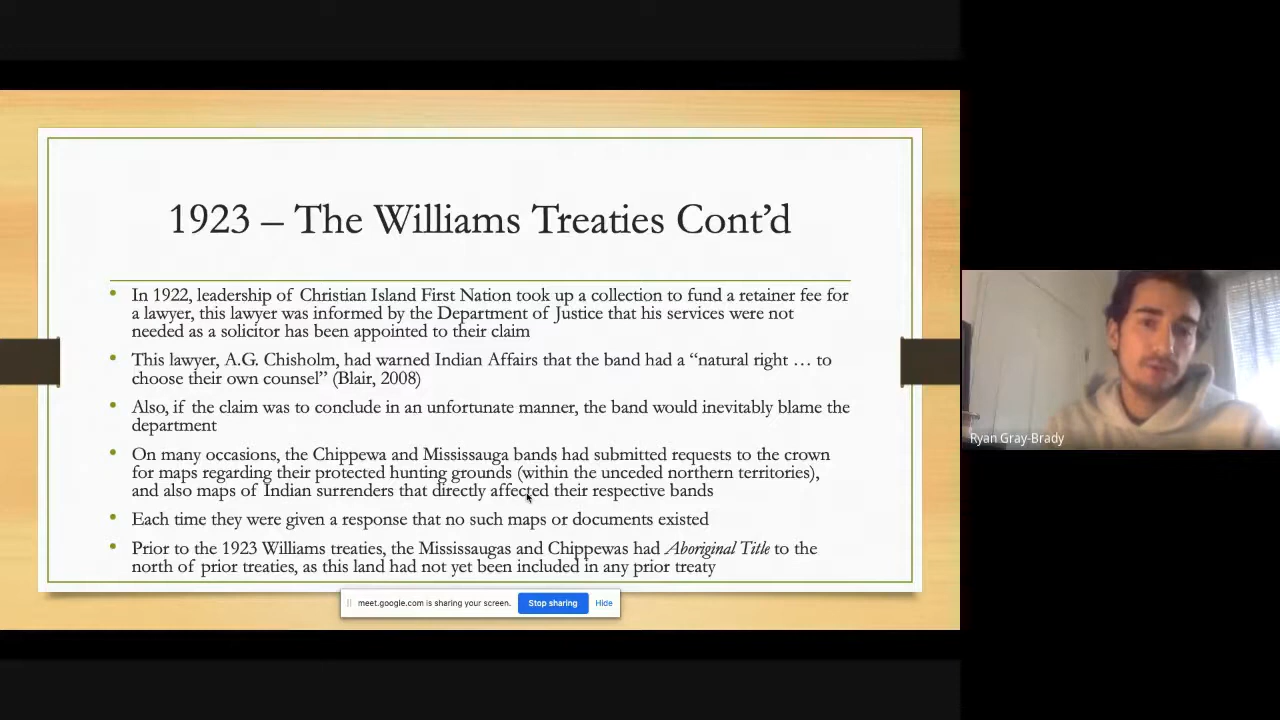 1923 – The Williams Treaties Cont’d
• In 1922, leadership of Christian Island First Nation took up a collection to fund a retainer fee for
a lawyer, this lawyer was informed by the Department of Justice that his services were not
needed as a solicitor has been appointed to their claim
• This lawyer, A.G. Chisholm, had warned Indian Affairs that the band had a “natural right … to
choose their own counsel” (Blair, 2008)
• Also, if the claim was to conclude in an unfortunate manner, the band would inevitably blame the
department
• On many occasions, the Chippewa and Mississauga bands had submitted requests to the crown
for maps regarding their protected hunting grounds (within the unceded northern territories),
and also maps of Indian surrenders that directly affected their respective bands
• Each time they were given a response that no such maps or documents existed
• Prior to the 1923 Williams treaties, the Mississaugas and Chippewas had Aboriginal Title to the
north of prior treaties, as this land had not yet been included in any prior treaty
meet.google.com is sharing your screen. Stop sharing Hide
Ryan Gray-Brady